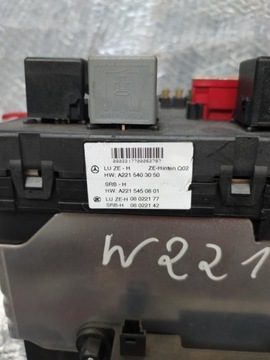 LU ZE - H ZE-Hinten Q02
HW: A221 540 30 50
SRB - H
HW: A221 545 08 01
LU ZE-H 08 0221 77
SRB-H 08 0221 42
W221